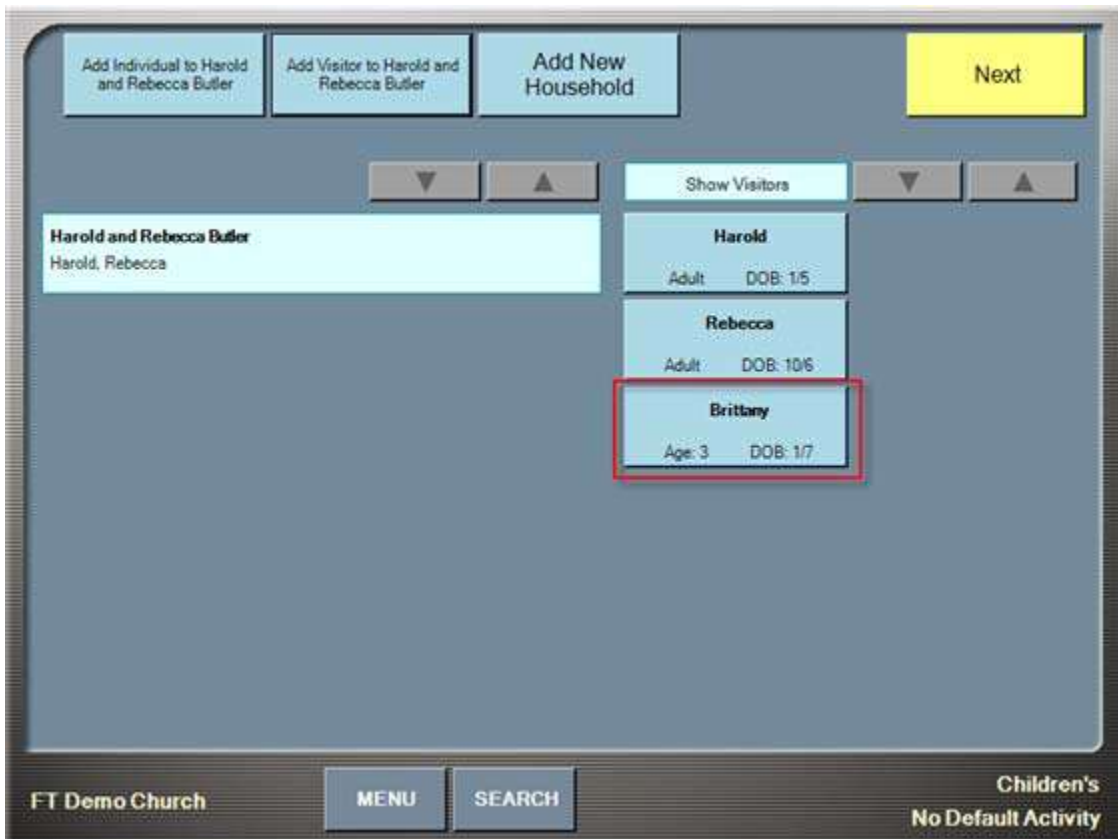 Add Individual to Harold
and Rebecca Butler
Add Visitor to Harold and
Rebecca Butler
Add New
Household
Next
Show Visitors
Harold and Rebecca Butler
Harold, Rebecca
Harold
Adult DOB: 1/5
Rebecca
Adult DOB: 10/6
Brittany
Age: 3 DOB: 1/7
FT Demo Church
MENU
SEARCH
Children's
No Default Activity